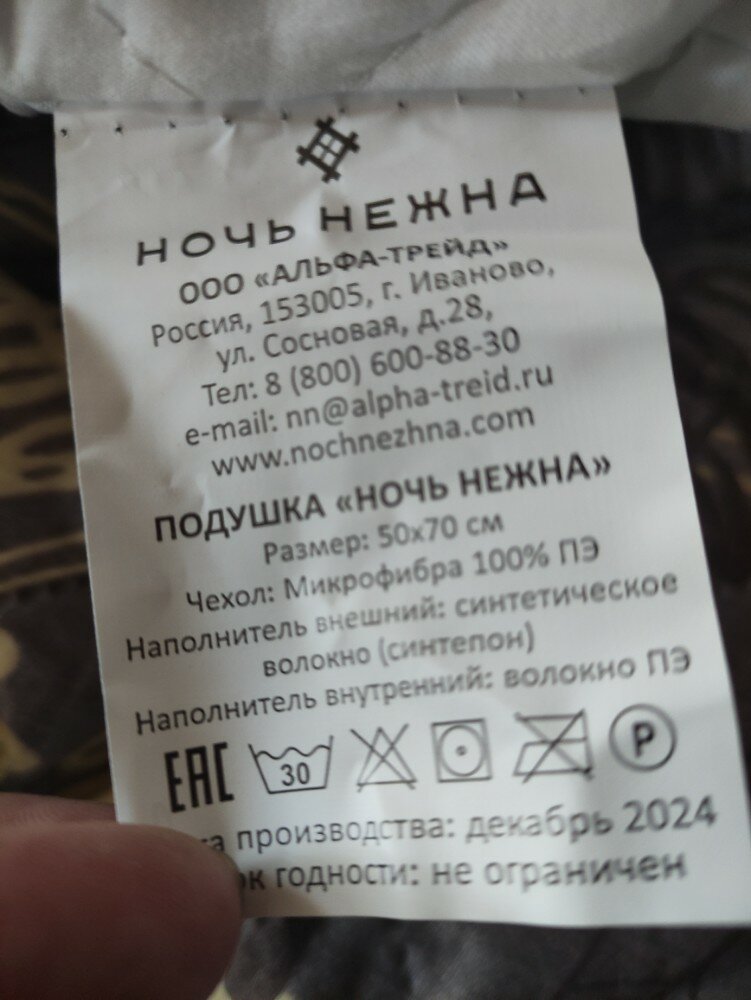 НОЧЬ НЕЖНА
ООО «АЛЬФА-ТРЕЙД»
Россия, 153005, г. Иваново,
ул. Сосновая, д.28,
Тел: 8 (800) 600-88-30
e-mail: nn@alpha-treid.ru
www.nochnezhna.com
ПОДУШКА «НОЧЬ НЕЖНА»
Размер: 50х70 см
Чехол: Микрофибра 100% ПЭ
Наполнитель внешний: синтетическое
волокно (синтепон)
Наполнитель внутренний: волокно ПЭ
EAC 30 P
производства: декабрь 2024
годности: не ограничен